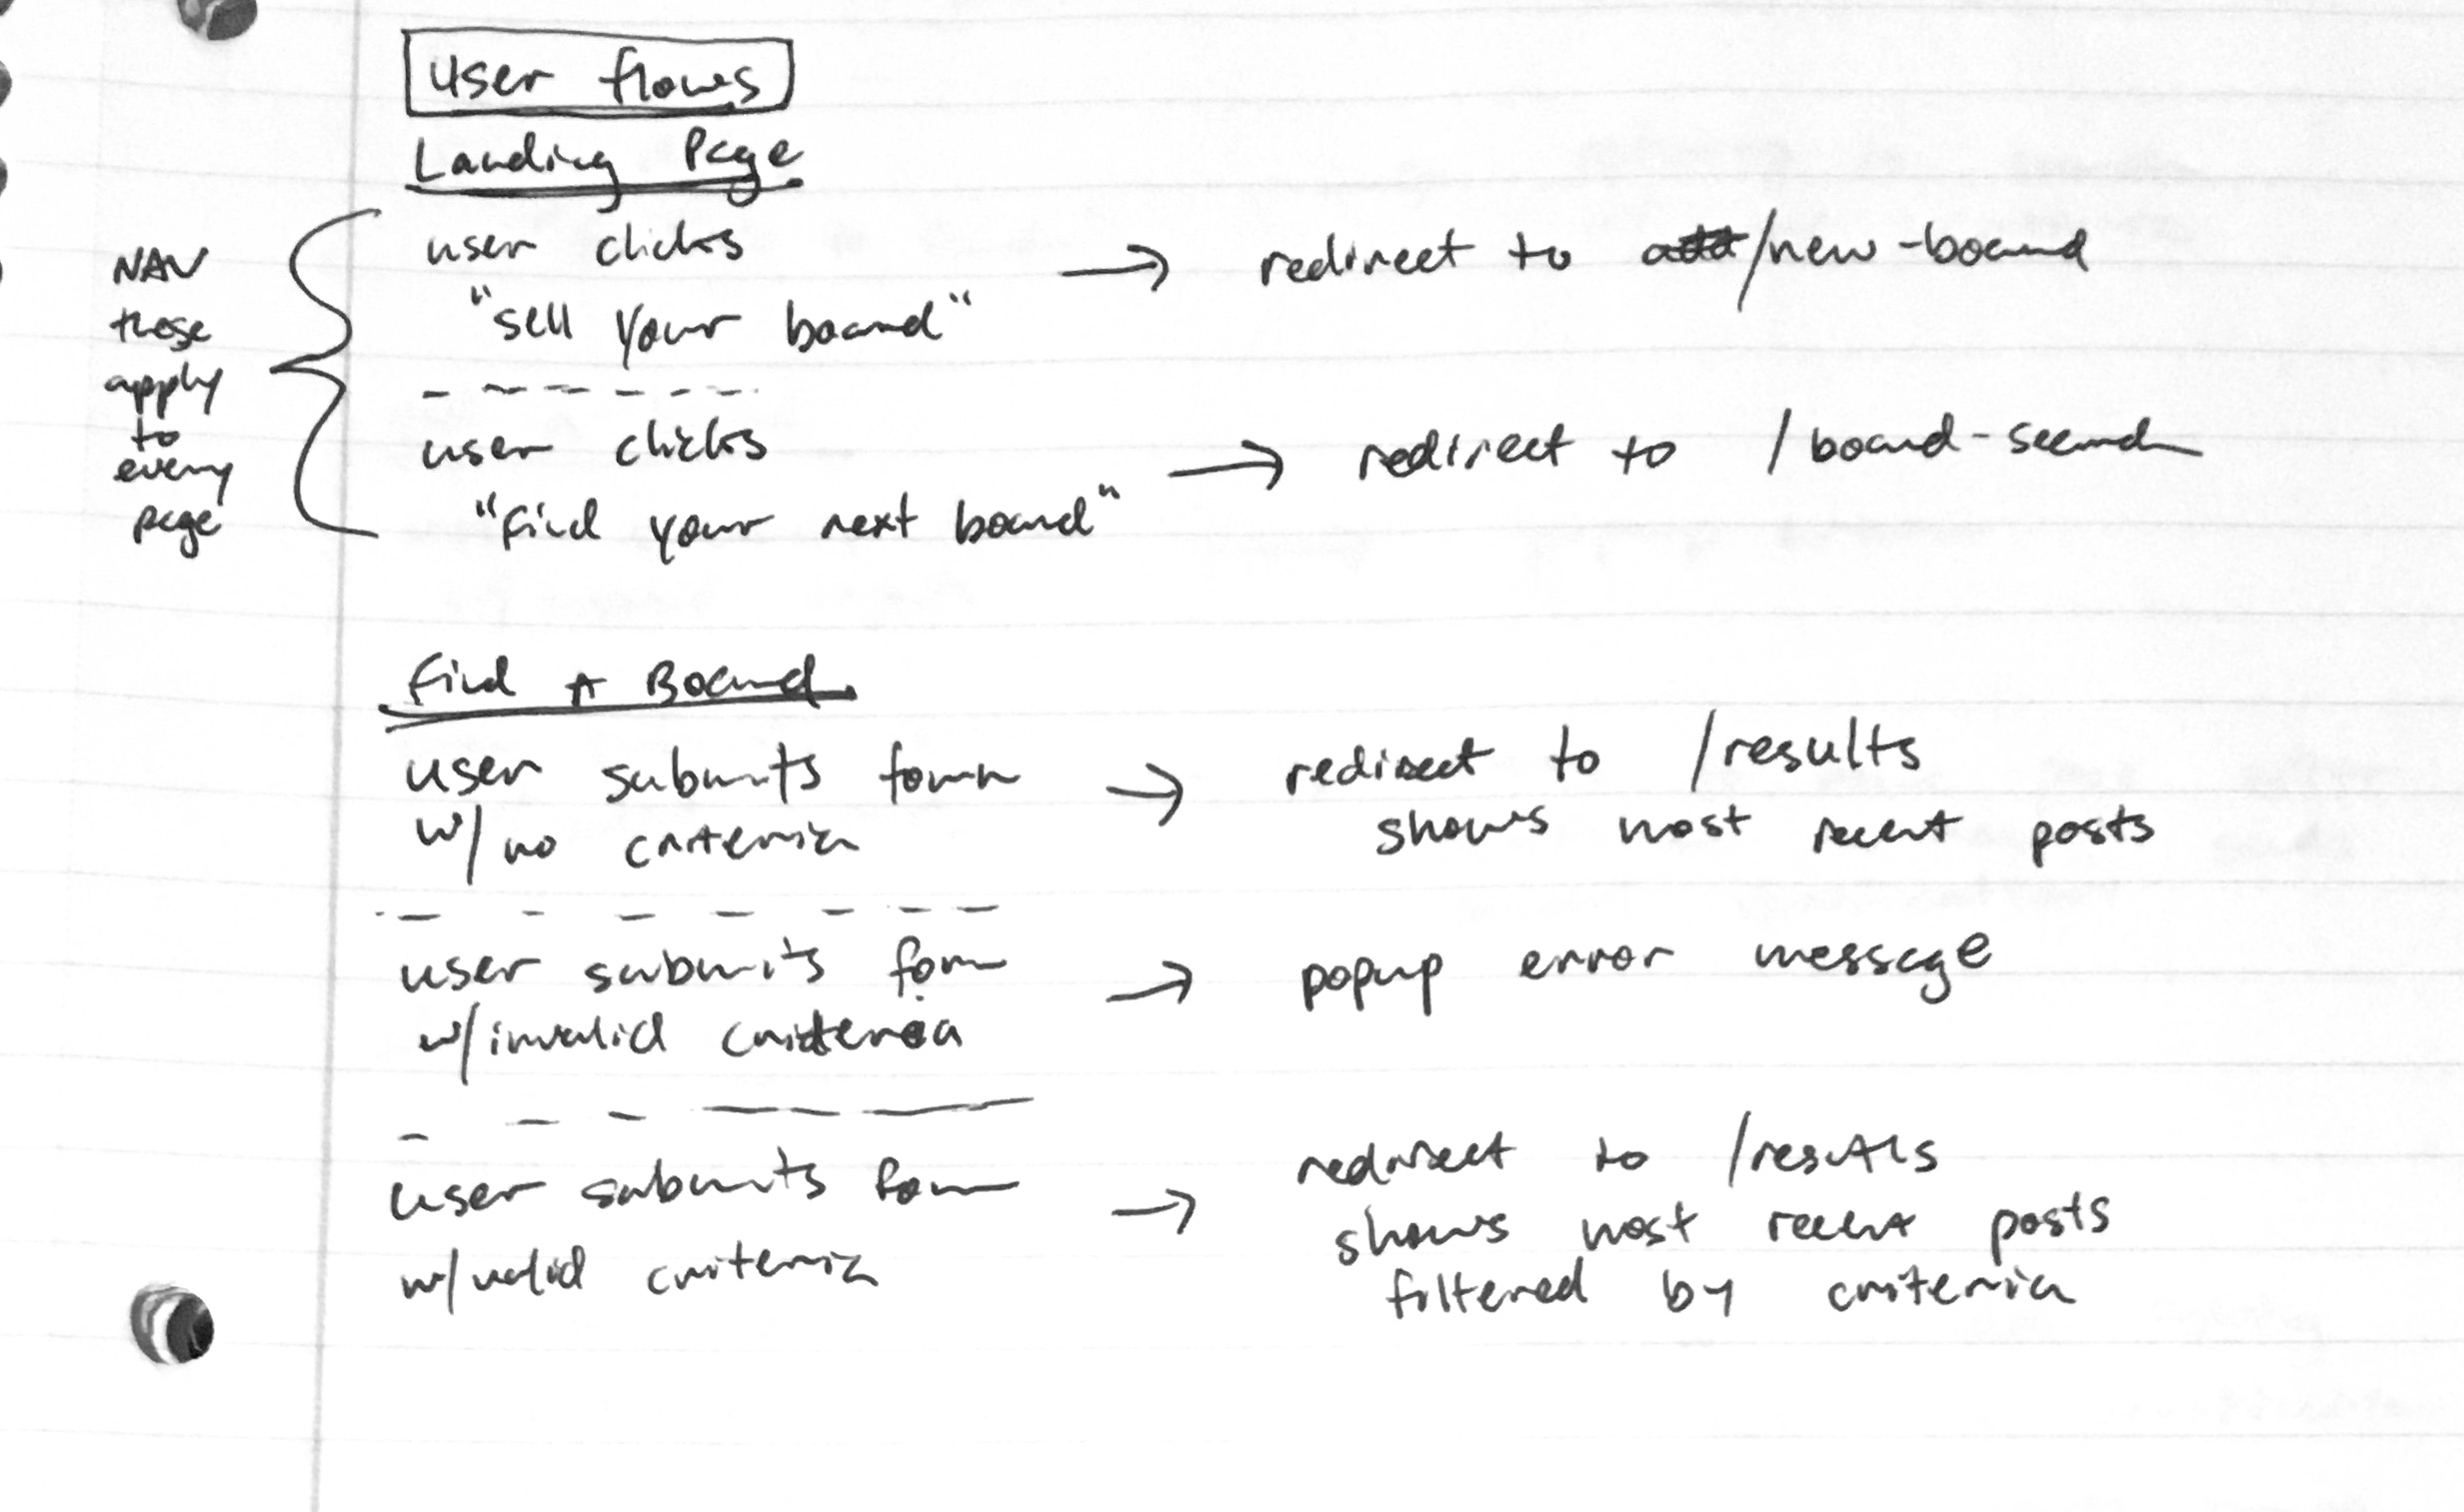 User flows
Landing Page
NAV
these
apply
to
every
page
user clicks
"sell your board"
→ redirect to /new-board
user clicks
"find your next board"
→ redirect to /board-search
Find A Board
user submits form
w/ no criteria
→ redirect to /results
shows most recent posts
user submits form
w/ invalid criteria
→ popup error message
user submits form
w/ valid criteria
→ redirect to /results
shows most recent posts
filtered by criteria